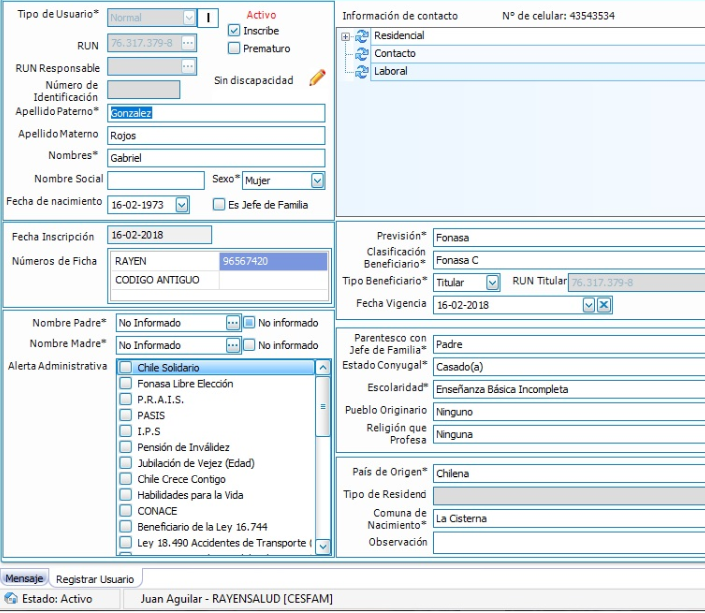 Tipo de Usuario* Normal I Activo
Inscribe
RUN 76.317.379-8 ... Prematuro
RUN Responsable ...
Sin discapacidad
Número de
Identificación
Apellido Paterno* Gonzalez
Apellido Materno Rojos
Nombres* Gabriel
Nombre Social Sexo* Mujer
Fecha de nacimiento 16-02-1973 Es Jefe de Familia
Información de contacto N° de celular: 43543534
Residencial
Contacto
Laboral
Fecha Inscripción 16-02-2018
Números de Ficha RAYEN 96567420
CODIGO ANTIGUO
Previsión* Fonasa
Clasificación
Beneficiario* Fonasa C
Tipo Beneficiario* Titular RUN Titular 76.317.379-8
Fecha Vigencia 16-02-2018
Nombre Padre* No Informado ... No informado
Nombre Madre* No Informado ... No informado
Alerta Administrativa Chile Solidario
Fonasa Libre Elección
P.R.A.I.S.
PASIS
I.P.S
Pensión de Inválidez
Jubilación de Vejez (Edad)
Chile Crece Contigo
Habilidades para la Vida
CONACE
Beneficiario de la Ley 16.744
Ley 18.490 Accidentes de Transporte (
Parentesco con
Jefe de Familia* Padre
Estado Conyugal* Casado(a)
Escolaridad* Enseñanza Básica Incompleta
Pueblo Originario Ninguno
Religión que
Profesa Ninguna
País de Origen* Chilena
Tipo de Residend
Comuna de
Nacimiento* La Cisterna
Observación
Mensaje Registrar Usuario
Estado: Activo Juan Aguilar - RAYENSALUD [CESFAM]